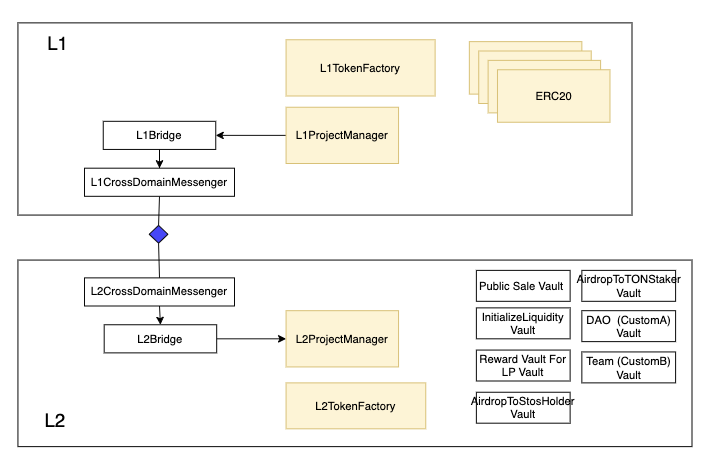 L1
L1TokenFactory
ERC20
L1Bridge
L1ProjectManager
L1CrossDomainMessenger
L2CrossDomainMessenger
L2Bridge
L2ProjectManager
L2TokenFactory
L2
Public Sale Vault
AirdropToTONStaker
Vault
InitializeLiquidity
Vault
DAO (CustomA)
Vault
Reward Vault For
LP Vault
Team (CustomB)
Vault
AirdropToStosHolder
Vault